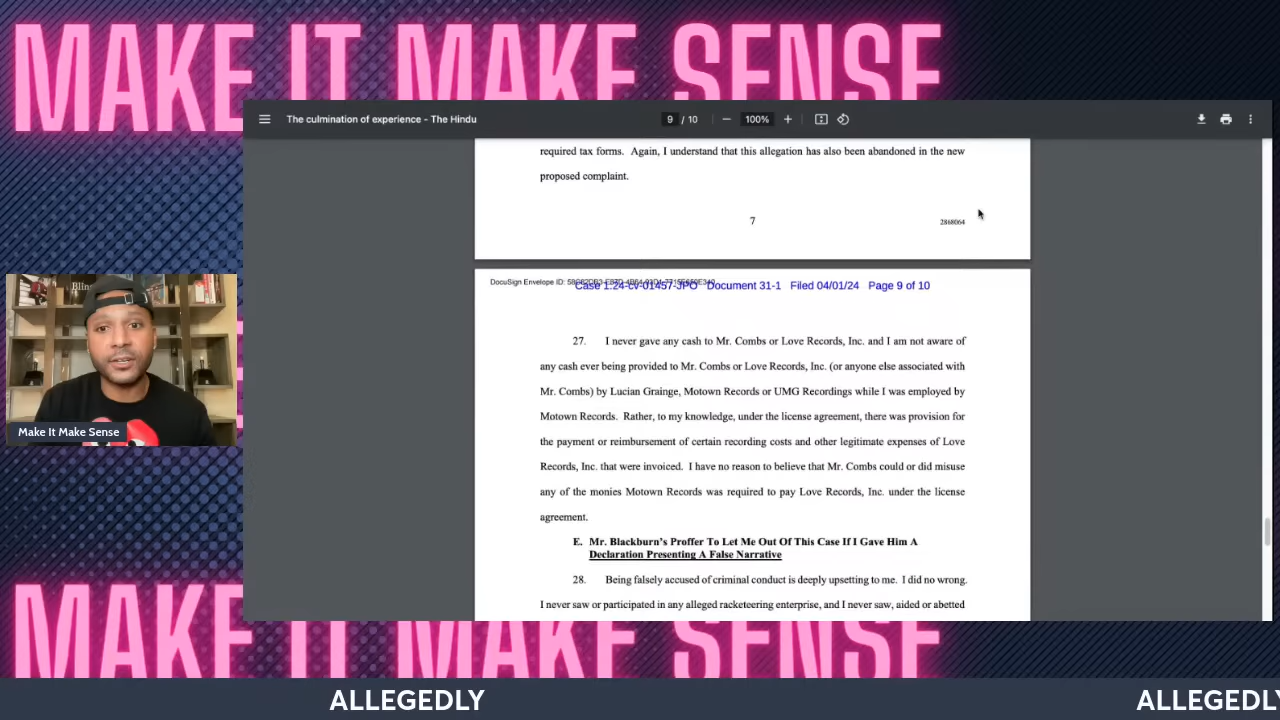 MAKE IT MAKE SENSE
The culmination of experience - The Hindu
9 / 10
100%
required tax forms. Again, I understand that this allegation has also been abandoned in the new
proposed complaint.
7
2868064
DocuSign Envelope ID:
Case 1:24-cv-01457-JPO Document 31-1 Filed 04/01/24 Page 9 of 10
27. I never gave any cash to Mr. Combs or Love Records, Inc. and I am not aware of
any cash ever being provided to Mr. Combs or Love Records, Inc. (or anyone else associated with
Mr. Combs) by Lucian Grainge, Motown Records or UMG Recordings while I was employed by
Motown Records. Rather, to my knowledge, under the license agreement, there was provision for
the payment or reimbursement of certain recording costs and other legitimate expenses of Love
Records, Inc. that were invoiced. I have no reason to believe that Mr. Combs could or did misuse
any of the monies Motown Records was required to pay Love Records, Inc. under the license
agreement.
E. Mr. Blackburn's Proffer To Let Me Out Of This Case If I Gave Him A
Declaration Presenting A False Narrative
28. Being falsely accused of criminal conduct is deeply upsetting to me. I did no wrong.
I never saw or participated in any alleged racketeering enterprise, and I never saw, aided or abetted
Blin
Make It Make Sense
MAKE IT MAKE SENSE
ALLEGEDLY
ALLEGEDLY